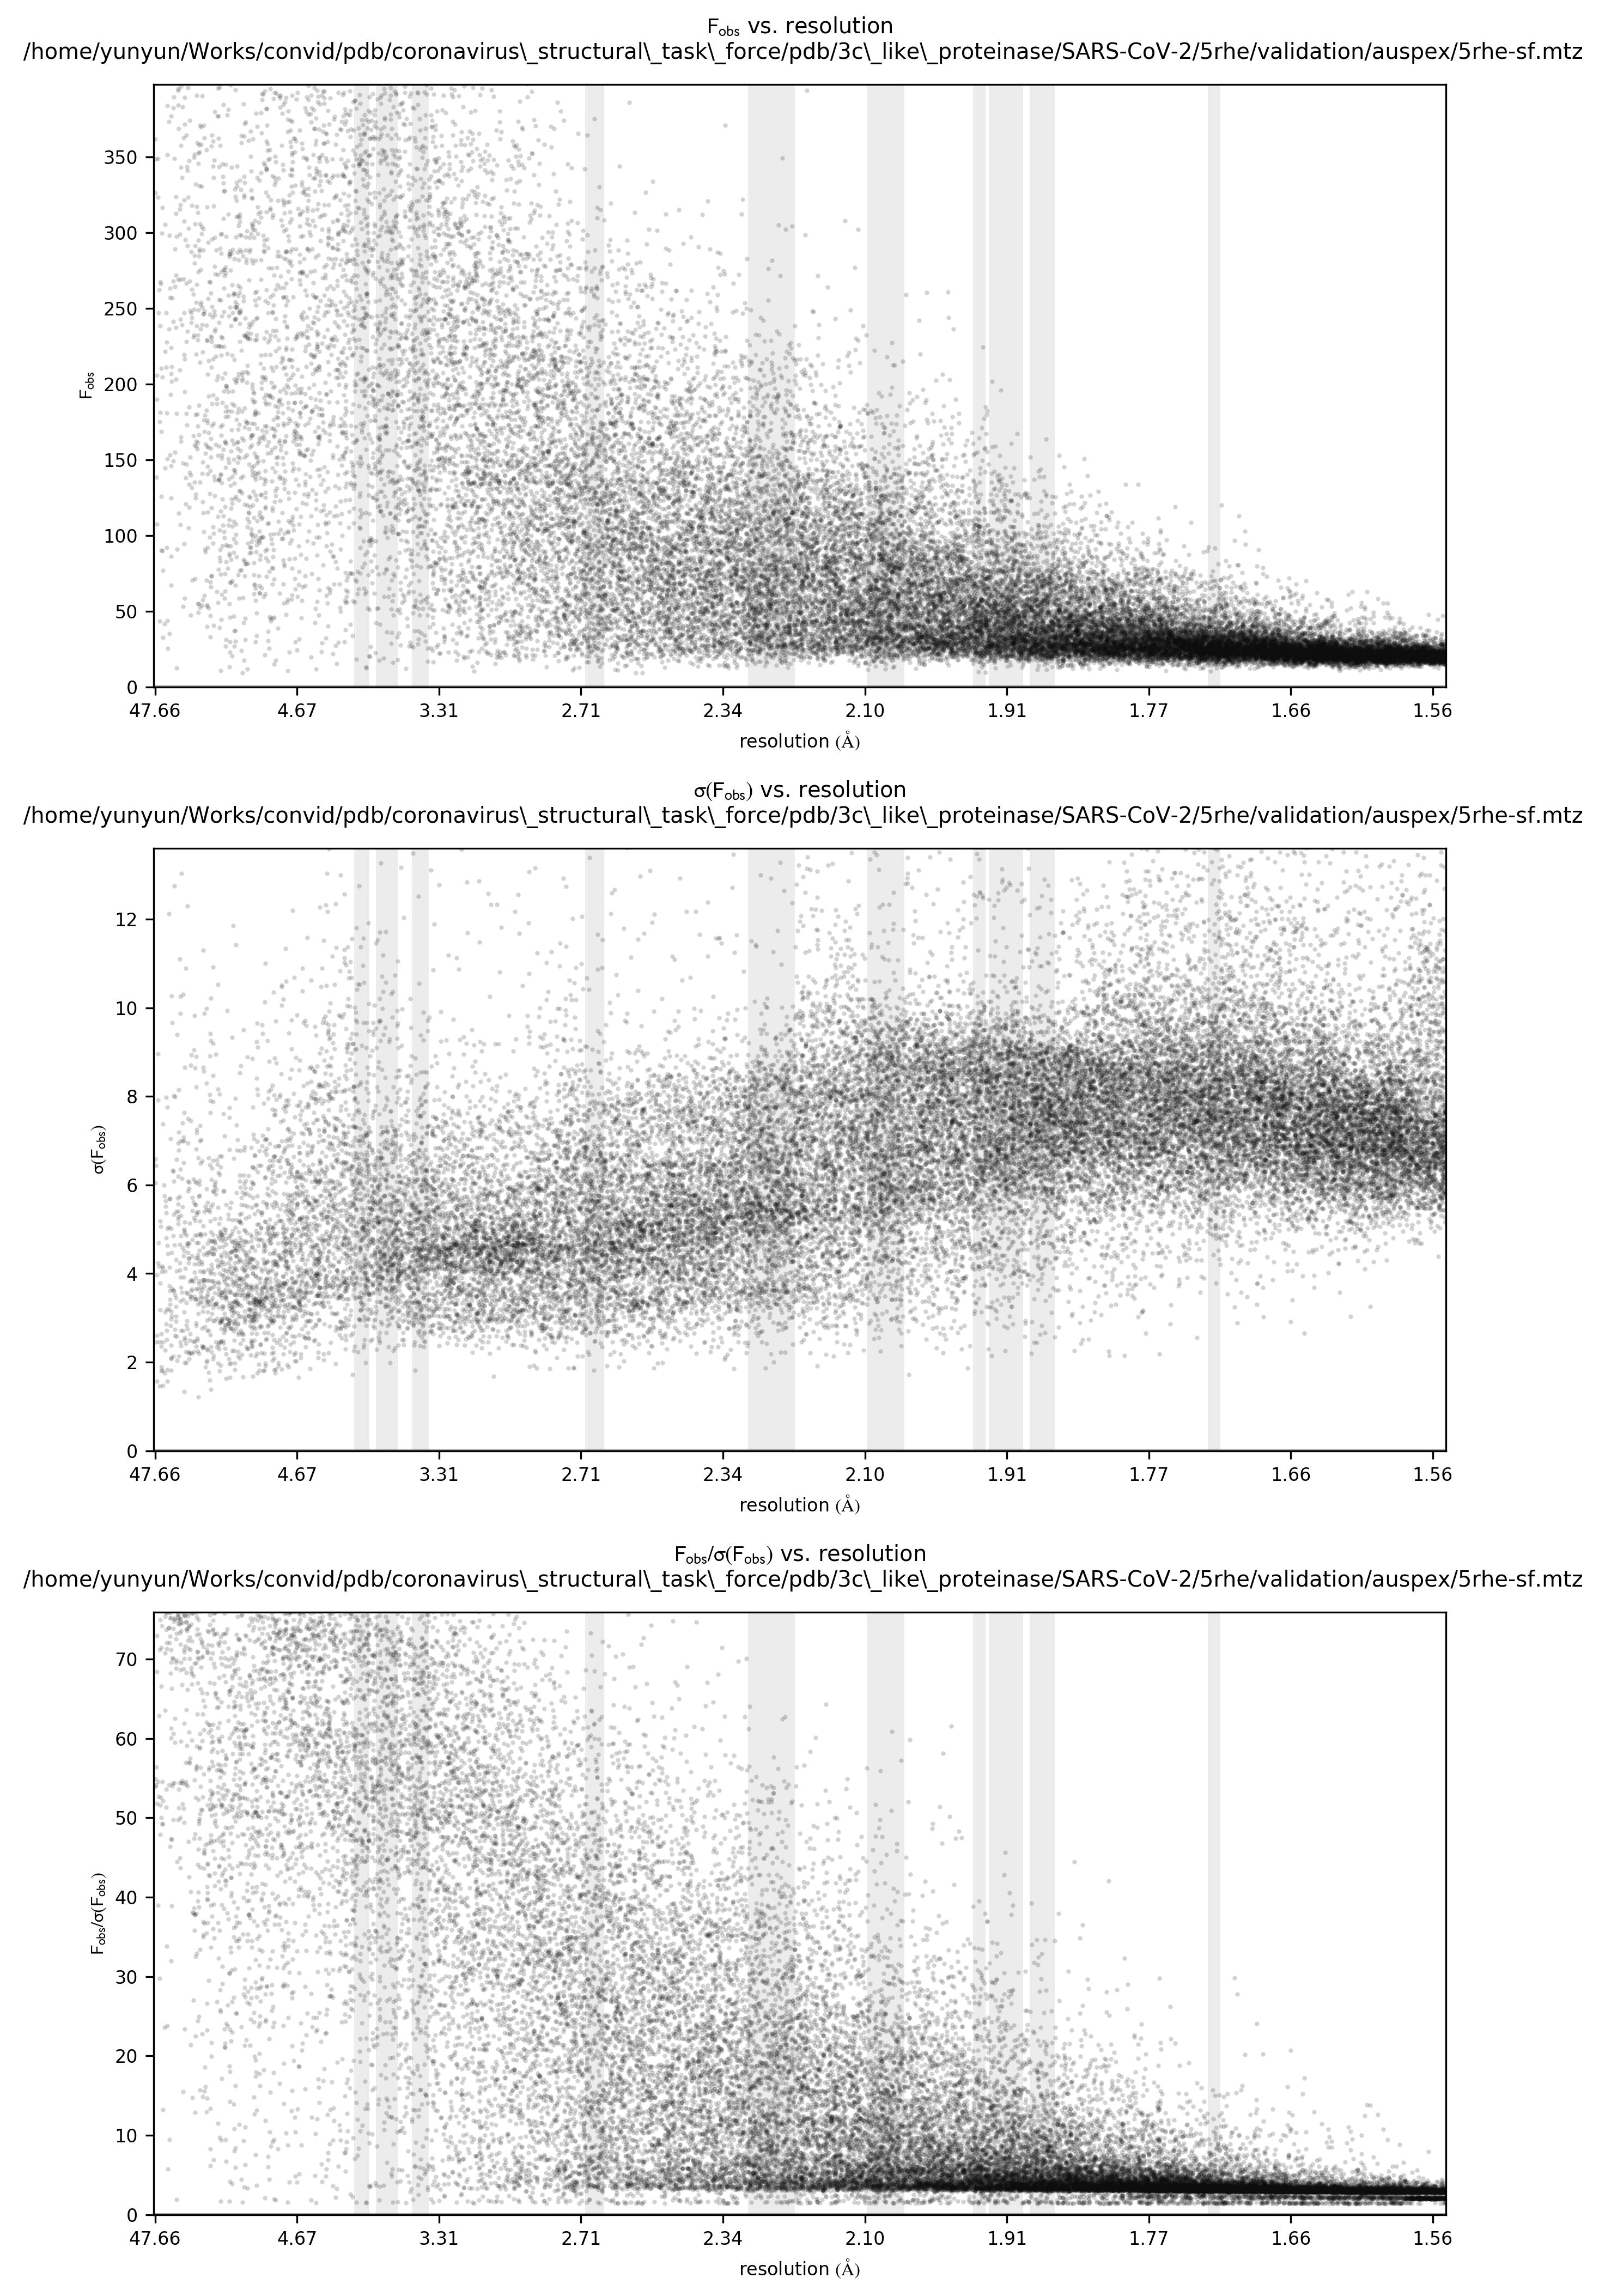 Fobs vs. resolution
/home/yunyun/Works/convid/pdb/coronavirus\_structural\_task\_force/pdb/3c\_like\_proteinase/SARS-CoV-2/5rhe/validation/auspex/5rhe-sf.mtz
350
300
250
200
150
100
50
0
Fobs
47.66 4.67 3.31 2.71 2.34 2.10 1.91 1.77 1.66 1.56
resolution (Å)
σ(Fobs) vs. resolution
/home/yunyun/Works/convid/pdb/coronavirus\_structural\_task\_force/pdb/3c\_like\_proteinase/SARS-CoV-2/5rhe/validation/auspex/5rhe-sf.mtz
12
10
8
6
4
2
0
σ(Fobs)
47.66 4.67 3.31 2.71 2.34 2.10 1.91 1.77 1.66 1.56
resolution (Å)
Fobs/σ(Fobs) vs. resolution
/home/yunyun/Works/convid/pdb/coronavirus\_structural\_task\_force/pdb/3c\_like\_proteinase/SARS-CoV-2/5rhe/validation/auspex/5rhe-sf.mtz
70
60
50
40
30
20
10
0
Fobs/σ(Fobs)
47.66 4.67 3.31 2.71 2.34 2.10 1.91 1.77 1.66 1.56
resolution (Å)